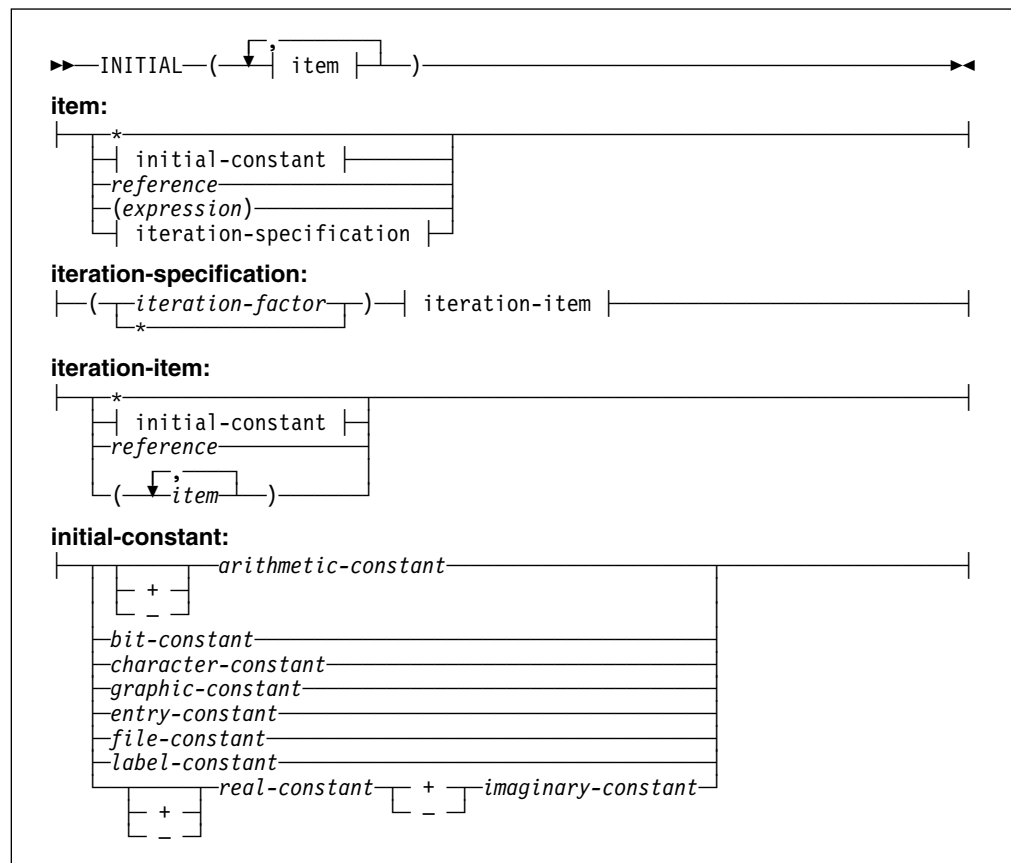 ,
INITIAL ( item )
item:
*
initial-constant
reference
(expression)
iteration-specification
iteration-specification:
( iteration-factor ) iteration-item
*
iteration-item:
*
initial-constant
reference
,
( item )
initial-constant:
arithmetic-constant
+
–
bit-constant
character-constant
graphic-constant
entry-constant
file-constant
label-constant
real-constant + imaginary-constant
+ –
–